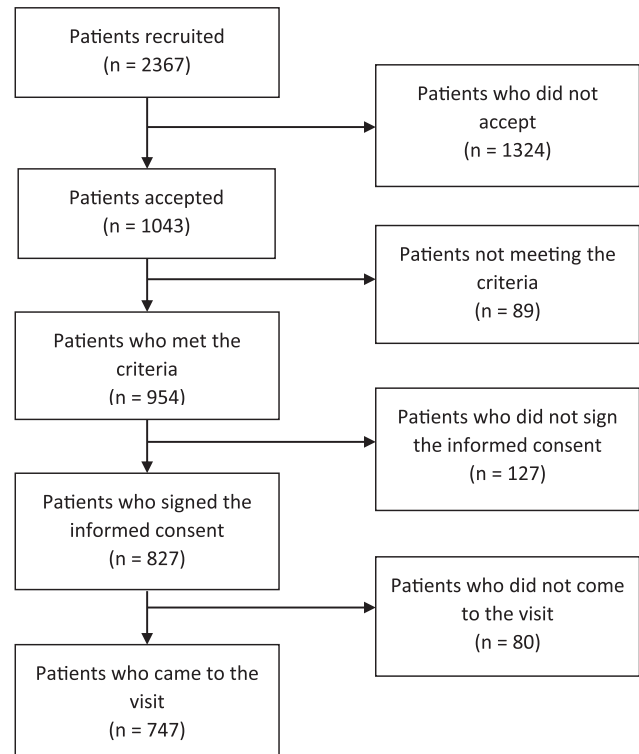 Patients recruited
(n = 2367)
Patients who did not
accept
(n = 1324)
Patients accepted
(n = 1043)
Patients not meeting the
criteria
(n = 89)
Patients who met the
criteria
(n = 954)
Patients who did not sign
the informed consent
(n = 127)
Patients who signed the
informed consent
(n = 827)
Patients who did not come
to the visit
(n = 80)
Patients who came to the
visit
(n = 747)